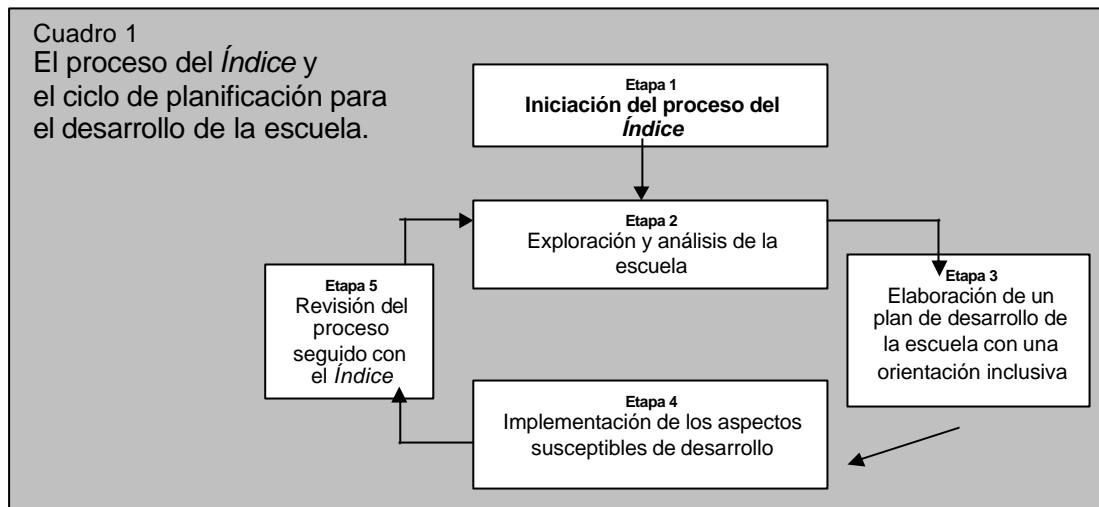 Cuadro 1
El proceso del Índice y
el ciclo de planificación para
el desarrollo de la escuela.
Etapa 1
Iniciación del proceso del
Índice
Etapa 2
Exploración y análisis de la
escuela
Etapa 3
Elaboración de un
plan de desarrollo de
la escuela con una
orientación inclusiva
Etapa 4
Implementación de los aspectos
susceptibles de desarrollo
Etapa 5
Revisión del
proceso
seguido con
el Índice